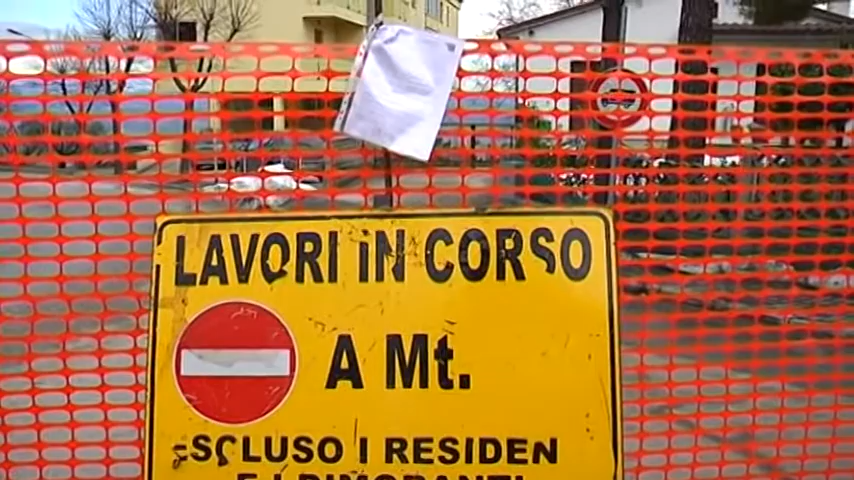 LAVORI IN CORSO
A Mt.
ESCLUSO I RESIDEN
E I DIMORANTI